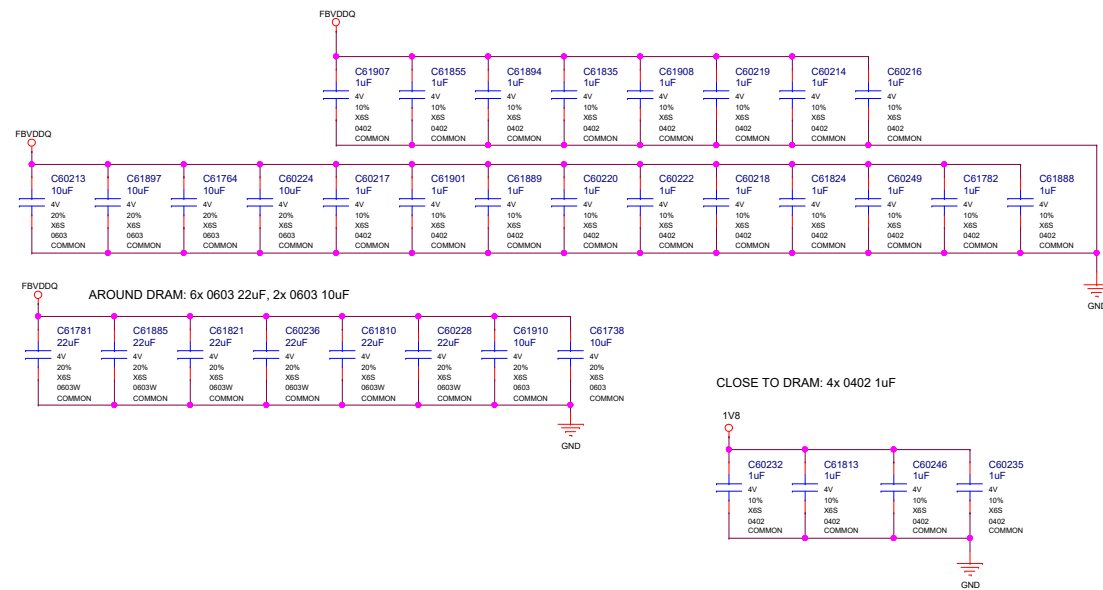 FBVDDQ
C61907 C61855 C61894 C61835 C61908 C60219 C60214 C60216
1uF 1uF 1uF 1uF 1uF 1uF 1uF 1uF
4V 4V 4V 4V 4V 4V 4V 4V
10% 10% 10% 10% 10% 10% 10% 10%
X6S X6S X6S X6S X6S X6S X6S X6S
0402 0402 0402 0402 0402 0402 0402 0402
COMMON COMMON COMMON COMMON COMMON COMMON COMMON COMMON
FBVDDQ
C60213 C61897 C61764 C60224 C60217 C61901 C61889 C60220 C60222 C60218 C61824 C60249 C61782 C61888
10uF 10uF 10uF 10uF 1uF 1uF 1uF 1uF 1uF 1uF 1uF 1uF 1uF 1uF
4V 4V 4V 4V 4V 4V 4V 4V 4V 4V 4V 4V 4V 4V
20% 20% 20% 20% 10% 10% 10% 10% 10% 10% 10% 10% 10% 10%
X6S X6S X6S X6S X6S X6S X6S X6S X6S X6S X6S X6S X6S X6S
0603 0603 0603 0603 0402 0402 0402 0402 0402 0402 0402 0402 0402 0402
COMMON COMMON COMMON COMMON COMMON COMMON COMMON COMMON COMMON COMMON COMMON COMMON COMMON COMMON
GND
FBVDDQ
AROUND DRAM: 6x 0603 22uF, 2x 0603 10uF
C61781 C61885 C61821 C60236 C61810 C60228 C61910 C61738
22uF 22uF 22uF 22uF 22uF 22uF 10uF 10uF
4V 4V 4V 4V 4V 4V 4V 4V
20% 20% 20% 20% 20% 20% 20% 20%
X6S X6S X6S X6S X6S X6S X6S X6S
0603W 0603W 0603W 0603W 0603W 0603W 0603 0603
COMMON COMMON COMMON COMMON COMMON COMMON COMMON COMMON
GND
CLOSE TO DRAM: 4x 0402 1uF
1V8
C60232 C61813 C60246 C60235
1uF 1uF 1uF 1uF
4V 4V 4V 4V
10% 10% 10% 10%
X6S X6S X6S X6S
0402 0402 0402 0402
COMMON COMMON COMMON COMMON
GND